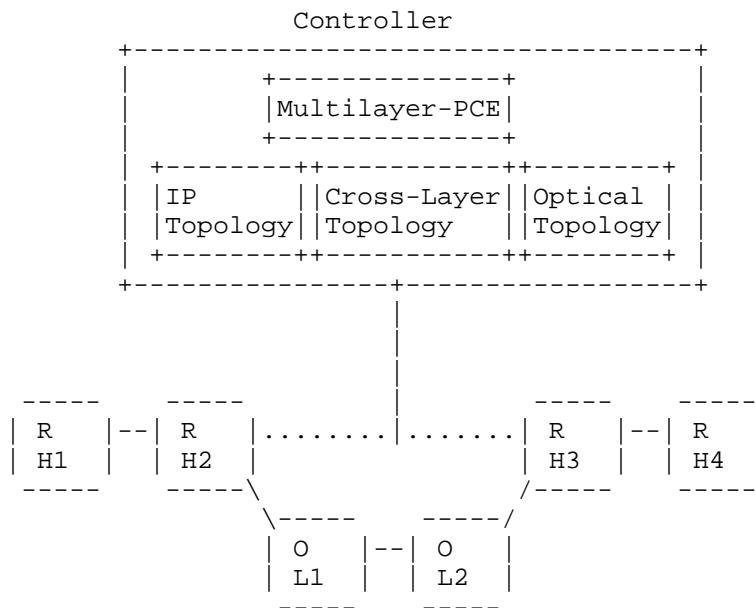 Controller
Multilayer-PCE
IP Cross-Layer Optical
Topology Topology Topology
R R R R
H1 H2 H3 H4
O O
L1 L2